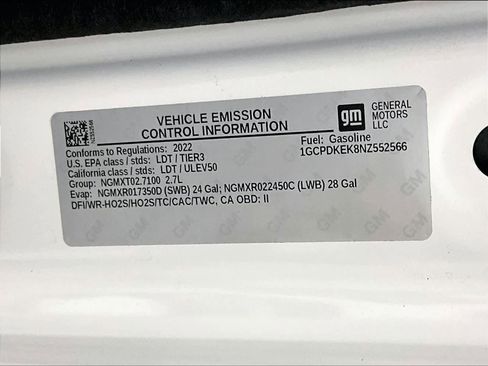 VEHICLE EMISSION
CONTROL INFORMATION
gm
GENERAL
MOTORS
LLC
Conforms to Regulations: 2022
Fuel: Gasoline
U.S. EPA class / stds: LDT / TIER3
1GCPDKEK8NZ552566
California class / stds: LDT / ULEV50
Group: NGMXT02.7100 2.7L
Evap: NGMXR017350D (SWB) 24 Gal; NGMXR022450C (LWB) 28 Gal
DFI/WR-HO2S/HO2S/TC/CAC/TWC, CA OBD: II
NZ552566